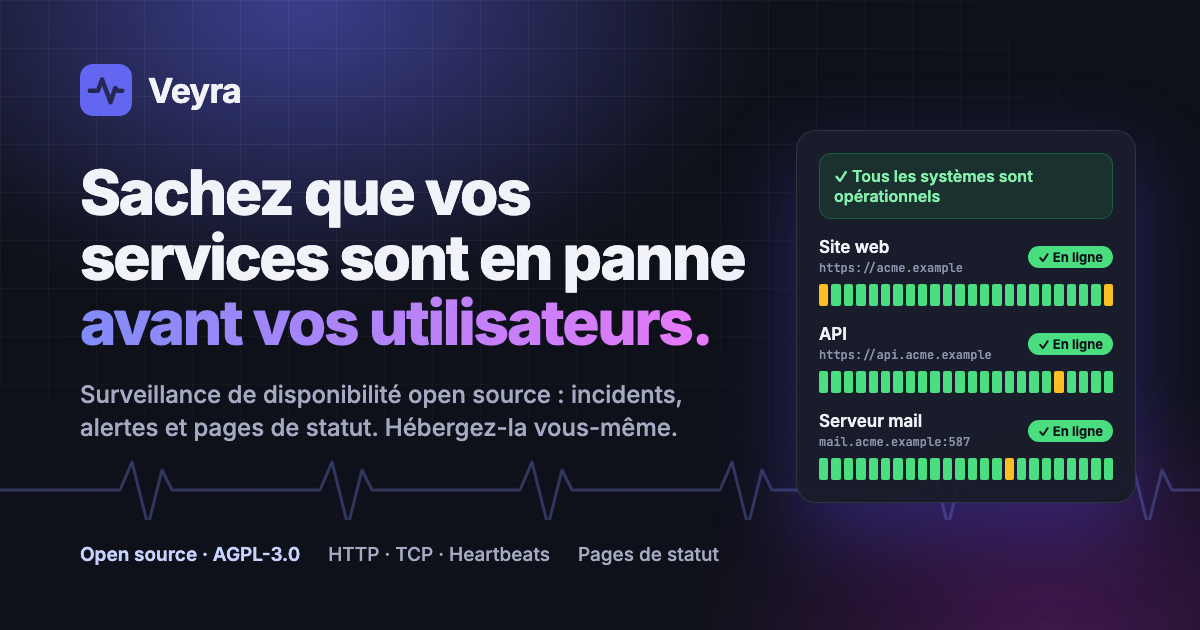 Veyra
Sachez que vos
services sont en panne
avant vos utilisateurs.
Surveillance de disponibilité open source : incidents,
alertes et pages de statut. Hébergez-la vous-même.
Open source · AGPL-3.0 HTTP · TCP · Heartbeats Pages de statut
✓ Tous les systèmes sont
opérationnels
Site web
https://acme.example
✓ En ligne
API
https://api.acme.example
✓ En ligne
Serveur mail
mail.acme.example:587
✓ En ligne